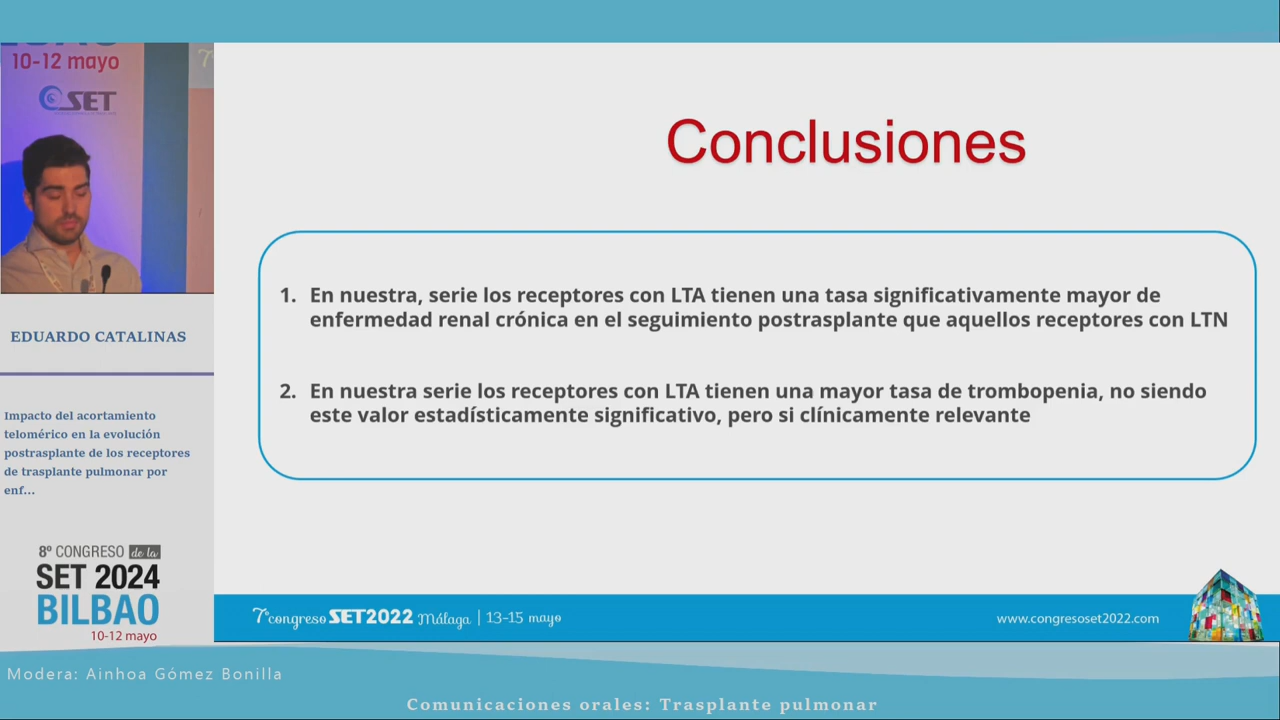 10-12 mayo
SET
EDUARDO CATALINAS
Impacto del acortamiento
telomérico en la evolución
postrasplante de los receptores
de trasplante pulmonar por
enf...
8º CONGRESO de la
SET 2024
BILBAO
10-12 mayo
Conclusiones
1. En nuestra, serie los receptores con LTA tienen una tasa significativamente mayor de
enfermedad renal crónica en el seguimiento postrasplante que aquellos receptores con LTN
2. En nuestra serie los receptores con LTA tienen una mayor tasa de trombopenia, no siendo
este valor estadísticamente significativo, pero si clínicamente relevante
7º congreso SET2022 Málaga | 13-15 mayo
www.congresoset2022.com
Modera: Ainhoa Gómez Bonilla
Comunicaciones orales: Trasplante pulmonar